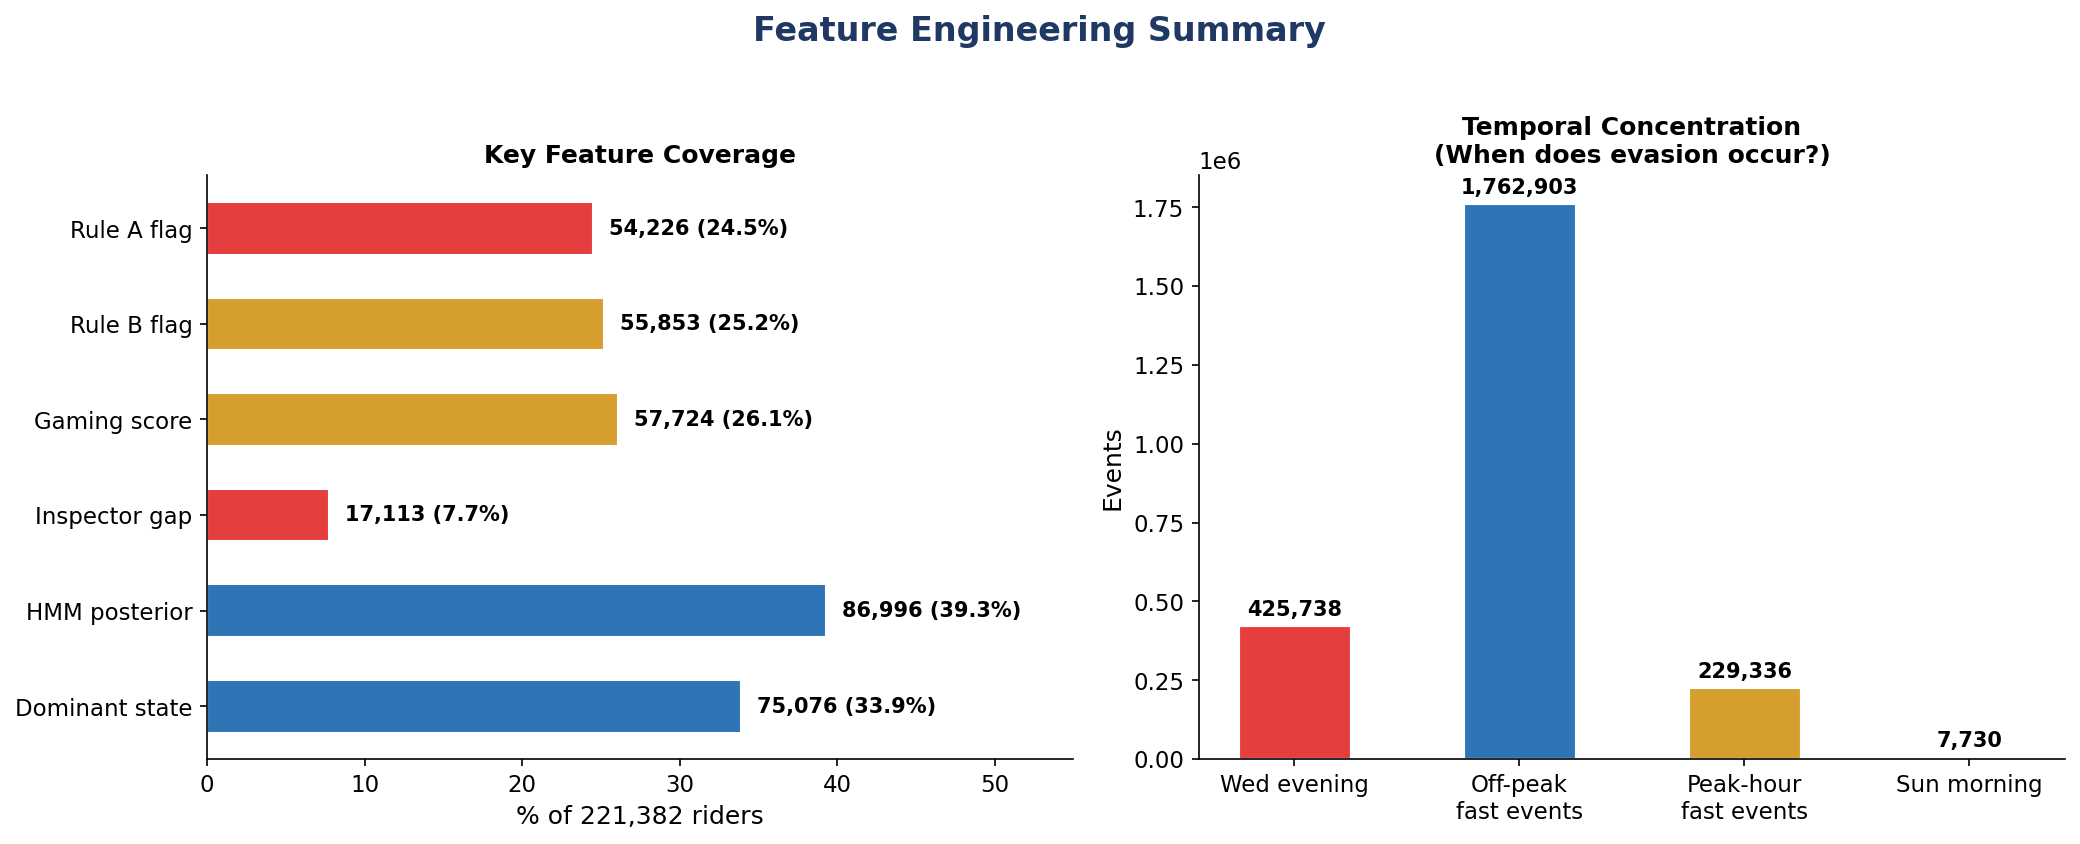 Feature Engineering Summary
Key Feature Coverage
Rule A flag
54,226 (24.5%)
Rule B flag
55,853 (25.2%)
Gaming score
57,724 (26.1%)
Inspector gap
17,113 (7.7%)
HMM posterior
86,996 (39.3%)
Dominant state
75,076 (33.9%)
0 10 20 30 40 50
% of 221,382 riders
Temporal Concentration
(When does evasion occur?)
1e6
1.75
1.50
1.25
1.00
0.75
0.50
0.25
0.00
Events
425,738
1,762,903
229,336
7,730
Wed evening
Off-peak
fast events
Peak-hour
fast events
Sun morning